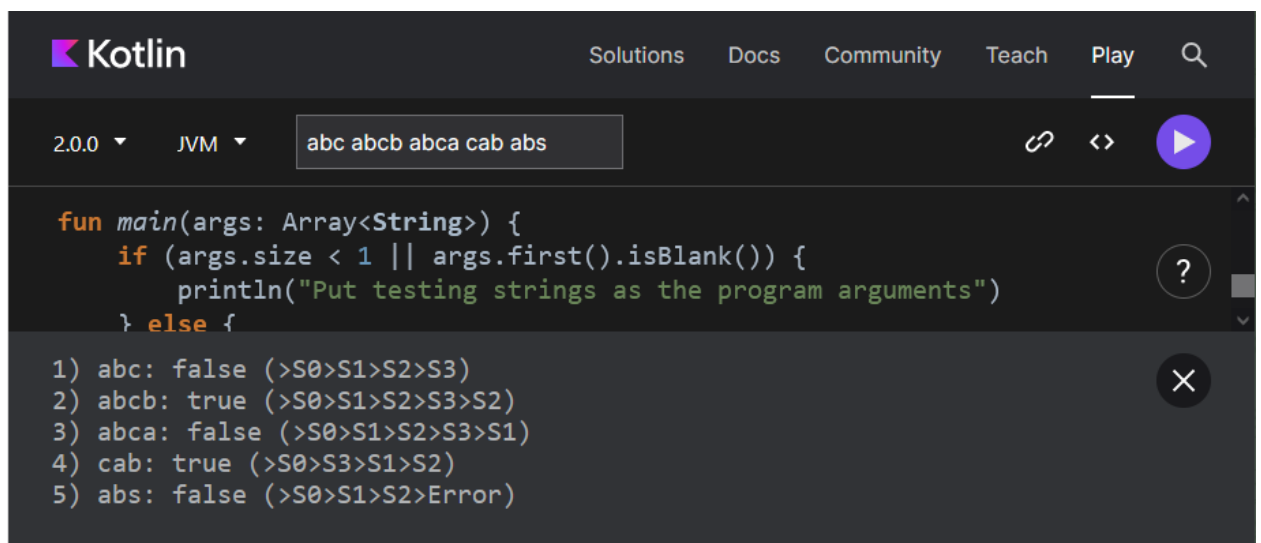 Kotlin Solutions Docs Community Teach Play
2.0.0 JVM abc abcb abca cab abs <>
fun main(args: Array<String>) {
if (args.size < 1 || args.first().isBlank()) {
?
println("Put testing strings as the program arguments")
} else {
1) abc: false (>S0>S1>S2>S3)
2) abcb: true (>S0>S1>S2>S3>S2)
3) abca: false (>S0>S1>S2>S3>S1)
4) cab: true (>S0>S3>S1>S2)
5) abs: false (>S0>S1>S2>Error)